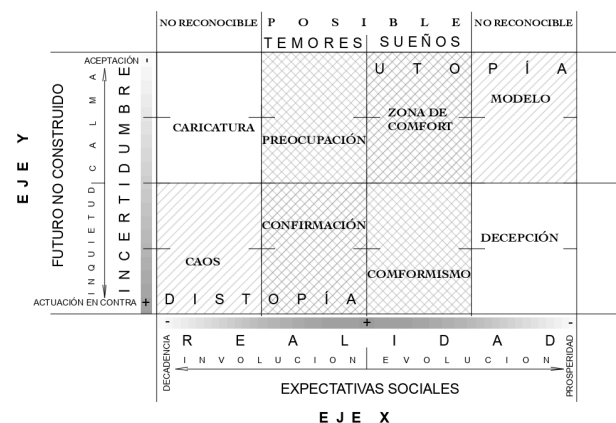 NO RECONOCIBLE
P O S I B L E
NO RECONOCIBLE
TEMORES
SUEÑOS
U T O P Í A
ACEPTACIÓN -
EJE Y
FUTURO NO CONSTRUIDO
INQUIETUD CALMA
INCERTIDUMBRE
ACTUACIÓN EN CONTRA +
CARICATURA
PREOCUPACIÓN
ZONA DE
COMFORT
MODELO
CAOS
CONFIRMACIÓN
COMFORMISMO
DECEPCIÓN
D I S T O P Í A
- + -
DECADENCIA
R E A L I D A D
PROSPERIDAD
I N V O L U C I O N
E V O L U C I O N
EXPECTATIVAS SOCIALES
EJE X